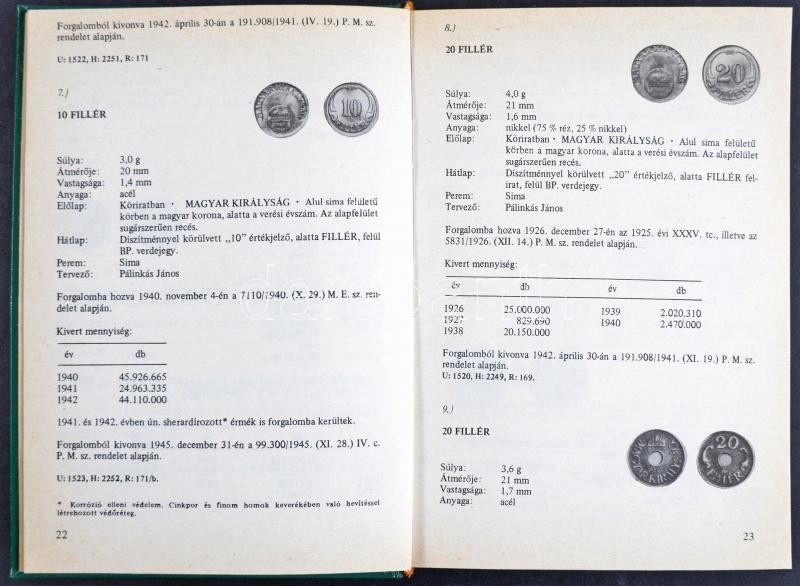 Forgalomból kivonva 1942. április 30-án a 191.908/1941. (IV. 19.) P. M. sz.
rendelet alapján.
U: 1522, H: 2251, R: 171
7.)
10 FILLÉR
Súlya: 3,0 g
Átmérője: 20 mm
Vastagsága: 1,4 mm
Anyaga: acél
Előlap: Köriratban · MAGYAR KIRÁLYSÁG · Alul sima felületű
körben a magyar korona, alatta a verési évszám. Az alapfelület
sugárszerűen recés.
Hátlap: Díszítménnyel körülvett „10” értékjelző, alatta FILLÉR, felül
BP. verdejegy.
Perem: Sima
Tervező: Pálinkás János
Forgalomba hozva 1940. november 4-én a 7110/1940. (X. 29.) M. E. sz. ren-
delet alapján.
Kivert mennyiség:
év db
1940 45.926.665
1941 24.963.335
1942 44.110.000
1941. és 1942. évben ún. sherardírozott* érmék is forgalomba kerültek.
Forgalomból kivonva 1945. december 31-én a 99.300/1945. (XI. 28.) IV. c.
P. M. sz. rendelet alapján.
U: 1523, H: 2252, R: 171/b.
* Korrózió elleni védelem. Cinkpor és finom homok keverékében való hevítéssel
létrehozott védőréteg.
22
8.)
20 FILLÉR
20
Súlya: 4,0 g
Átmérője: 21 mm
Vastagsága: 1,6 mm
Anyaga: nikkel (75 % réz, 25 % nikkel)
Előlap: Köriratban · MAGYAR KIRÁLYSÁG · Alul sima felületű
körben a magyar korona, alatta a verési évszám. Az alapfelület
sugárszerűen recés.
Hátlap: Díszítménnyel körülvett „20” értékjelző, alatta FILLÉR fel-
irat, felül BP. verdejegy.
Perem: Sima
Tervező: Pálinkás János
Forgalomba hozva 1926. december 27-én az 1925. évi XXXV. tc., illetve az
5831/1926. (XII. 14.) P. M. sz. rendelet alapján.
Kivert mennyiség:
év db év db
1926 25.000.000 1939 2.020.310
1927 829.690 1940 2.470.000
1938 20.150.000
Forgalomból kivonva 1942. április 30-án a 191.908/1941. (XI. 19.) P. M. sz.
rendelet alapján.
U: 1520, H: 2249, R: 169.
9.)
20 FILLÉR
20
FILLÉR
Súlya: 3,6 g
Átmérője: 21 mm
Vastagsága: 1,7 mm
Anyaga: acél
23